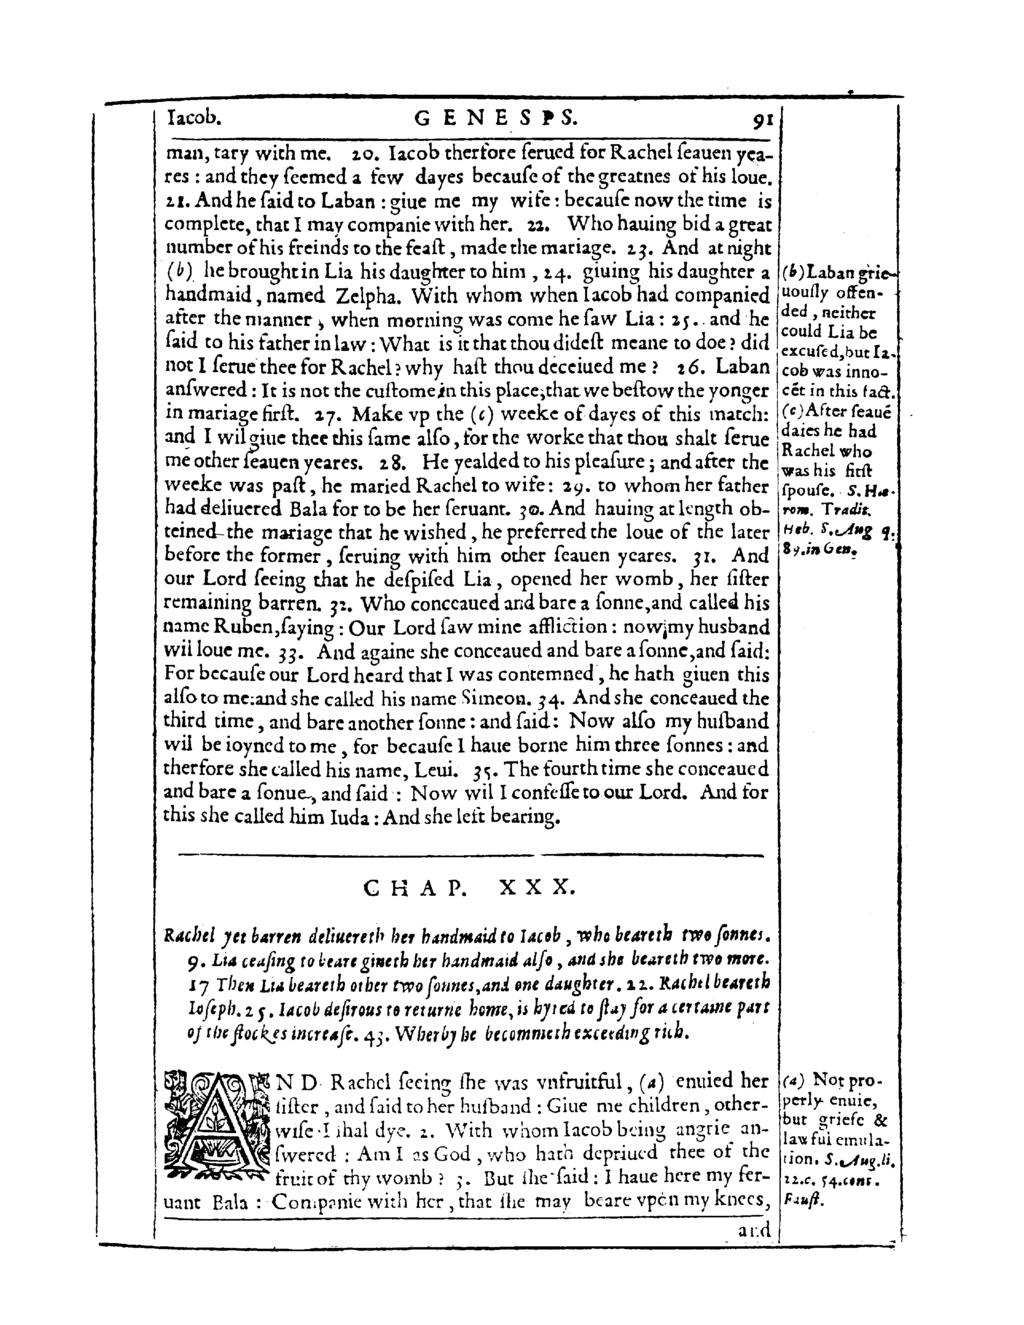 Iacob. GENESIS. 91
man, tary with me. 20. Iacob therfore ſerued for Rachel ſeauen yea-
res : and they ſeemed a few dayes becauſe of the greatnes of his loue.
21. And he ſaid to Laban : giue me my wife : becauſe now the time is
complete, that I may companie with her. 22. Who hauing bid a great
number of his freinds to the feaſt, made the mariage. 23. And at night
(b) he brought in Lia his daughter to him, 24. giuing his daughter a
handmaid, named Zelpha. With whom when Iacob had companied
after the manner, when morning was come he ſaw Lia : 25. and he
ſaid to his father in law : What is it that thou dideſt meane to doe ? did
not I ſerue thee for Rachel ? why haſt thou deceiued me ? 26. Laban
anſwered : It is not the cuſtome in this place, that we beſtow the yonger
in mariage firſt. 27. Make vp the (c) weeke of dayes of this match:
and I wil giue thee this ſame alſo, for the worke that thou shalt ſerue
me other ſeauen yeares. 28. He yealded to his pleaſure ; and after the
weeke was paſt, he maried Rachel to wife : 29. to whom her father
had deliuered Bala for to be her ſeruant. 30. And hauing at length ob-
teined the mariage that he wished, he preferred the loue of the later
before the former, ſeruing with him other ſeauen yeares. 31. And
our Lord ſeeing that he deſpiſed Lia, opened her womb, her ſiſter
remaining barren. 32. Who conceaued and bare a ſonne, and called his
name Ruben, ſaying : Our Lord ſaw mine affliction : now my husband
wil loue me. 33. And againe she conceaued and bare a ſonne, and ſaid:
For becauſe our Lord heard that I was contemned, he hath giuen this
alſo to me: and she called his name Simeon. 34. And she conceaued the
third time, and bare another ſonne : and ſaid : Now alſo my huſband
wil be ioyned to me, for becauſe I haue borne him three ſonnes : and
therfore she called his name, Leui. 35. The fourth time she conceaued
and bare a ſonue, and ſaid : Now wil I confeſſe to our Lord. And for
this she called him Iuda : And she left bearing.
(b) Laban grie-
uouſly offen-
ded, neither
could Lia be
excuſed, but Ia-
cob was inno-
cēt in this fact.
(c) After ſeauē
daies he had
Rachel who
was his firſt
ſpouſe. S. Hie-
rom. Tradit.
Heb. S. Aug q.
89. in Gen.
CHAP. XXX.
Rachel yet barren deliuereth her handmaid to Iacob, who beareth two ſonnes.
9. Lia ceaſing to beare giueth her handmaid alſo, and she beareth two more.
17 Then Lia beareth other two ſonnes, and one daughter. 22. Rachel beareth
Ioſeph. 25. Iacob deſirous to returne home, is hyred to ſtay for a certaine part
of the flockes increaſe. 43. Wherby he becommeth exceeding rich.
AND Rachel ſeeing ſhe was vnfruitful, (a) enuied her
ſiſter, and ſaid to her huſband : Giue me children, other-
wiſe I ſhal dye. 2. With whom Iacob being angrie an-
ſwered : Am I as God, who hath depriued thee of the
fruit of thy womb ? 3. But ſhe ſaid : I haue here my ſer-
uant Bala : Companie with her, that ſhe may beare vpon my knees,
and
(a) Not pro-
perly enuie,
but griefe &
lawful emula-
tion. S. Aug. li.
22. c. 54. cont.
Fauſt.